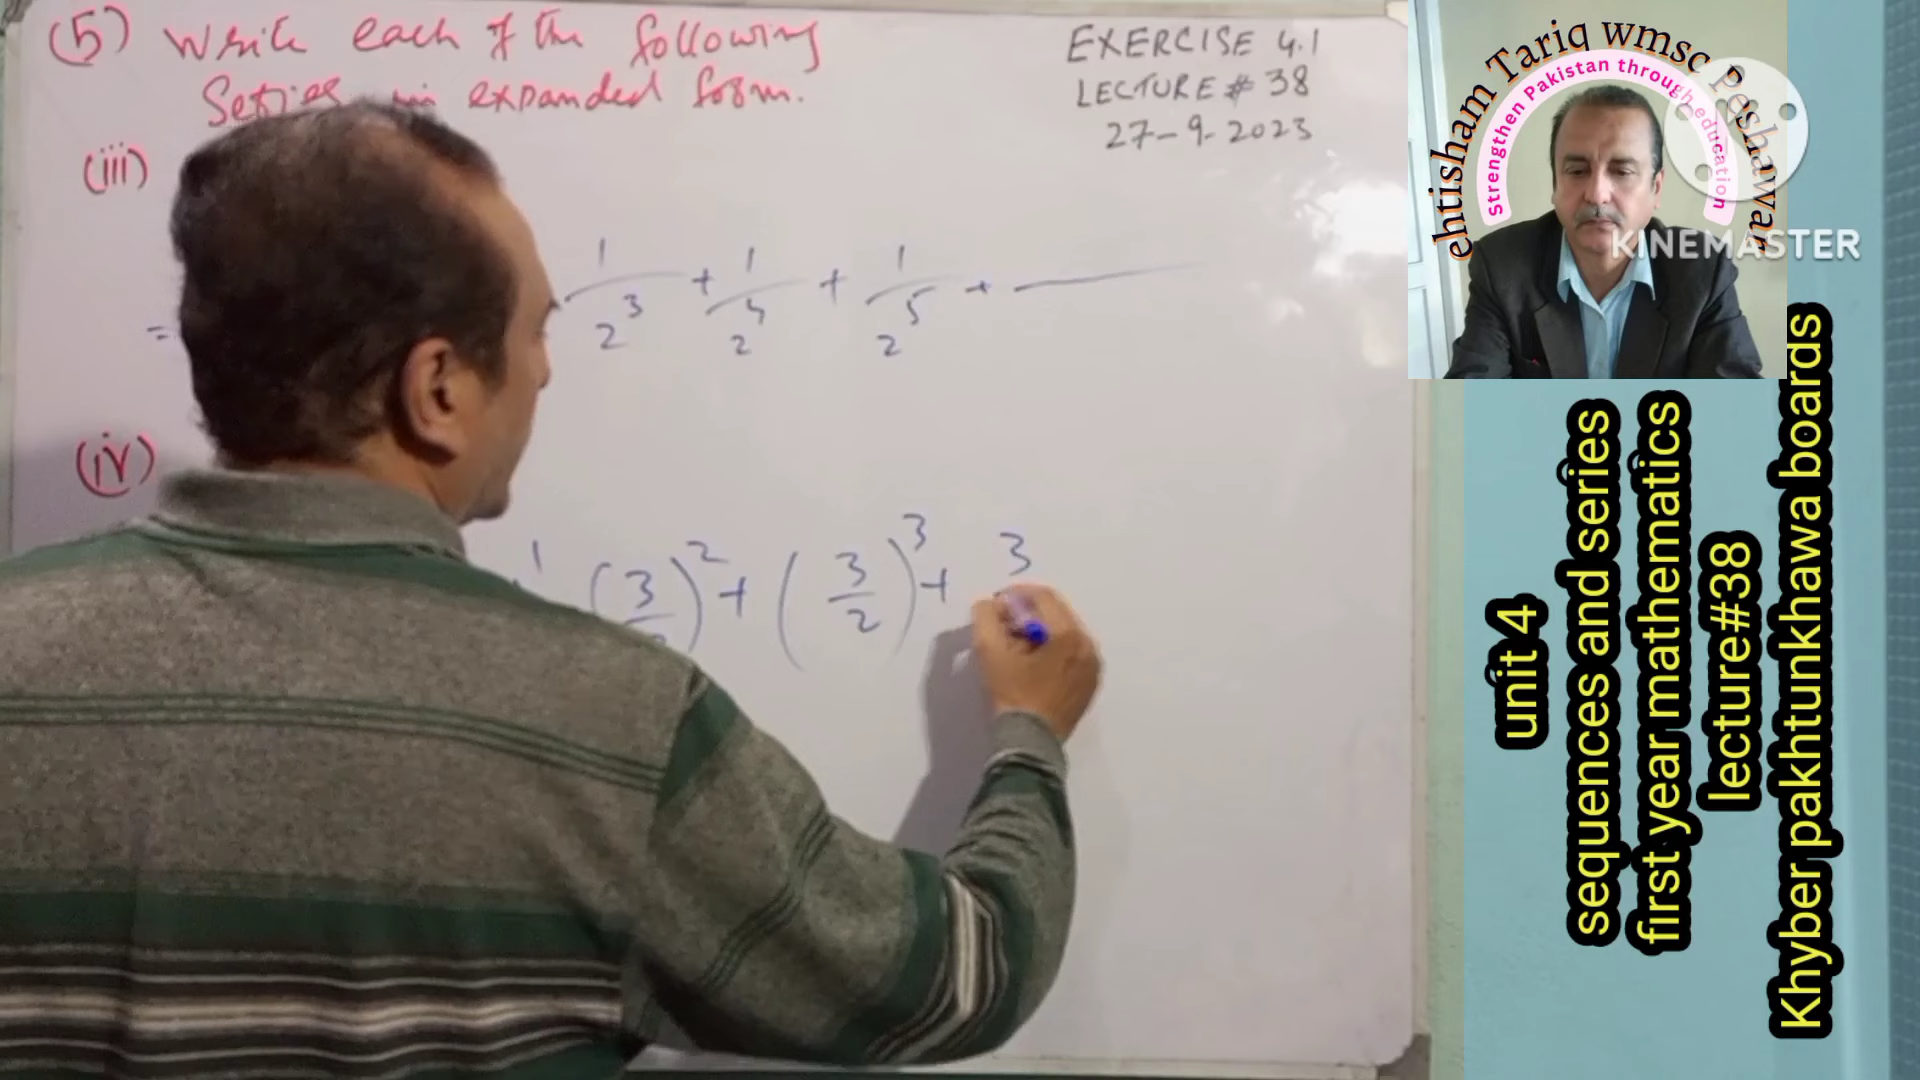 (5) Write each of the following
Series in expanded form.
EXERCISE 4.1
LECTURE # 38
27-9-2023
(iii)
= 1/2^3 + 1/2^4 + 1/2^5 + ———
(iv)
1 (3/2)^2 + (3/2)^3 + 3
ehtisham Tariq wmsc Peshawar
Strengthen Pakistan through education
KINEMASTER
unit 4
sequences and series
first year mathematics
lecture#38
Khyber pakhtunkhawa boards